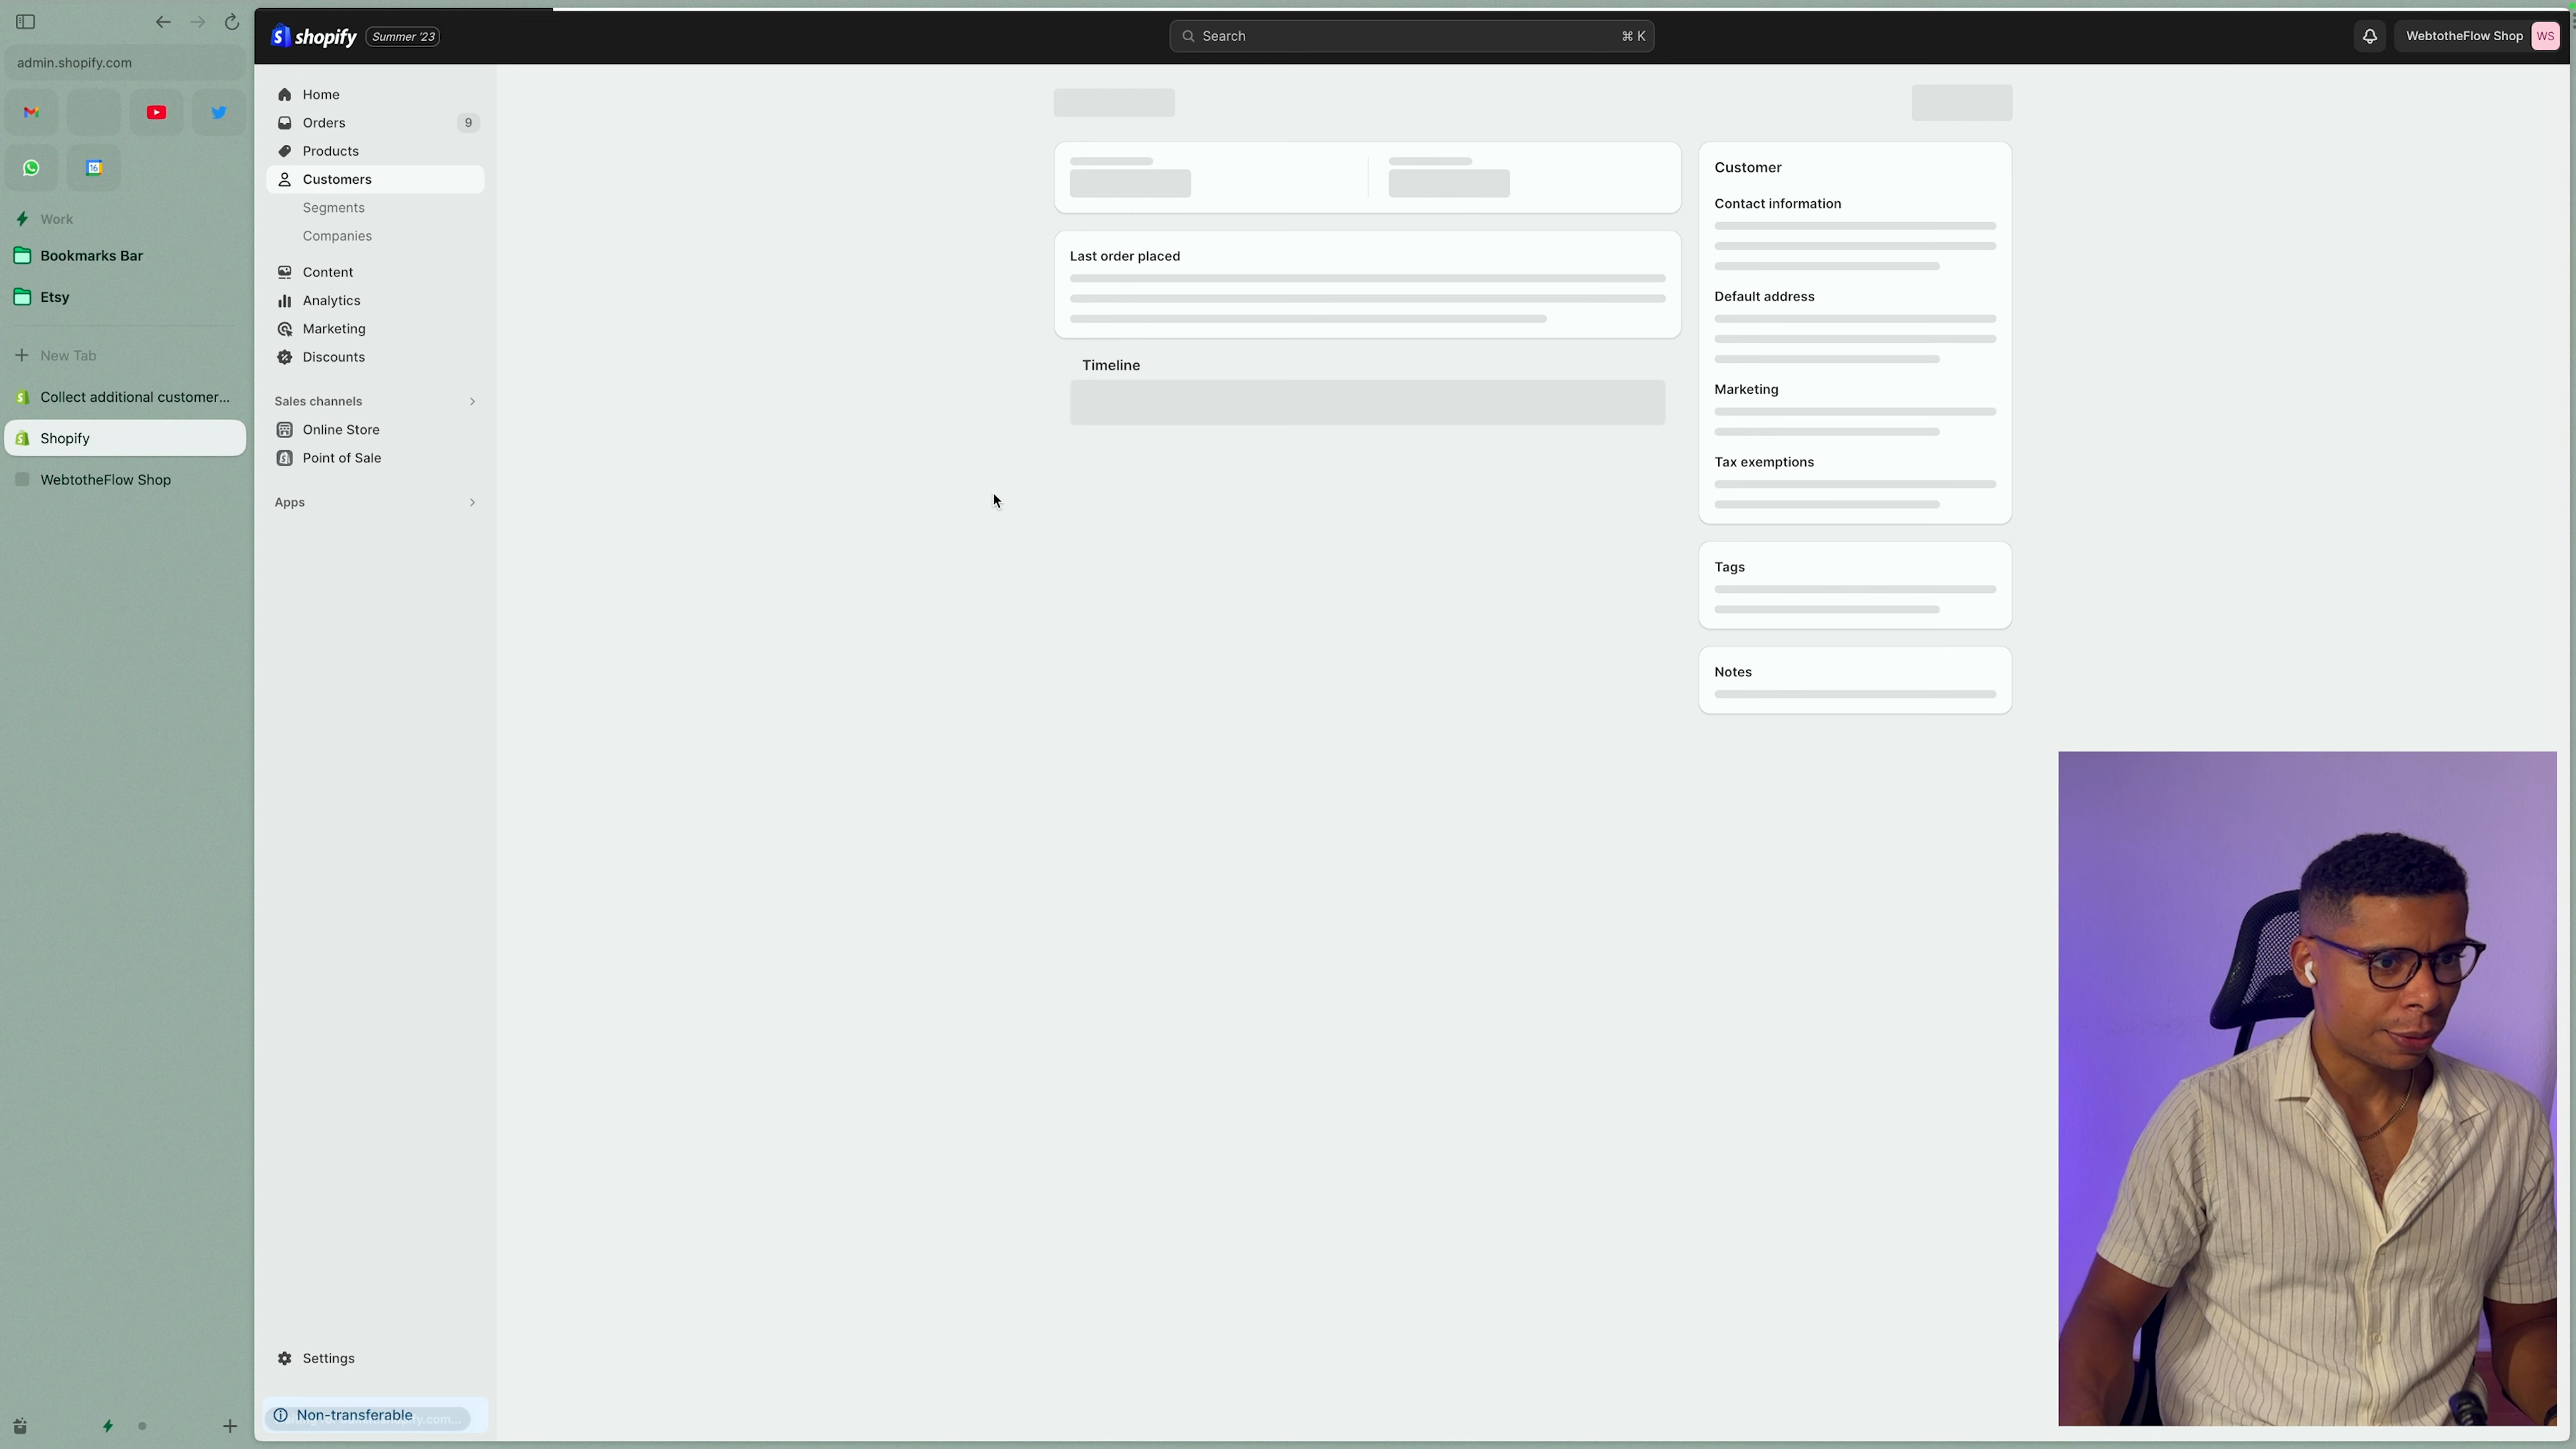 admin.shopify.com
16
Work
Bookmarks Bar
Etsy
New Tab
Collect additional customer...
Shopify
WebtotheFlow Shop
shopify Summer '23
Search ⌘ K
WebtotheFlow Shop WS
Home
Orders 9
Products
Customers
Segments
Companies
Content
Analytics
Marketing
Discounts
Sales channels
Online Store
Point of Sale
Apps
Settings
Non-transferable
Last order placed
Timeline
Customer
Contact information
Default address
Marketing
Tax exemptions
Tags
Notes